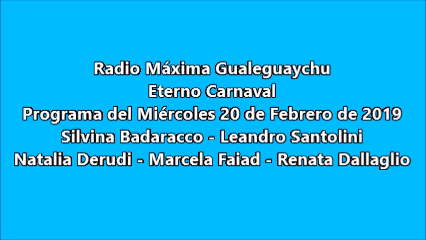 Radio Máxima Gualeguaychu
Eterno Carnaval
Programa del Miércoles 20 de Febrero de 2019
Silvina Badaracco - Leandro Santolini
Natalia Derudi - Marcela Faiad - Renata Dallaglio